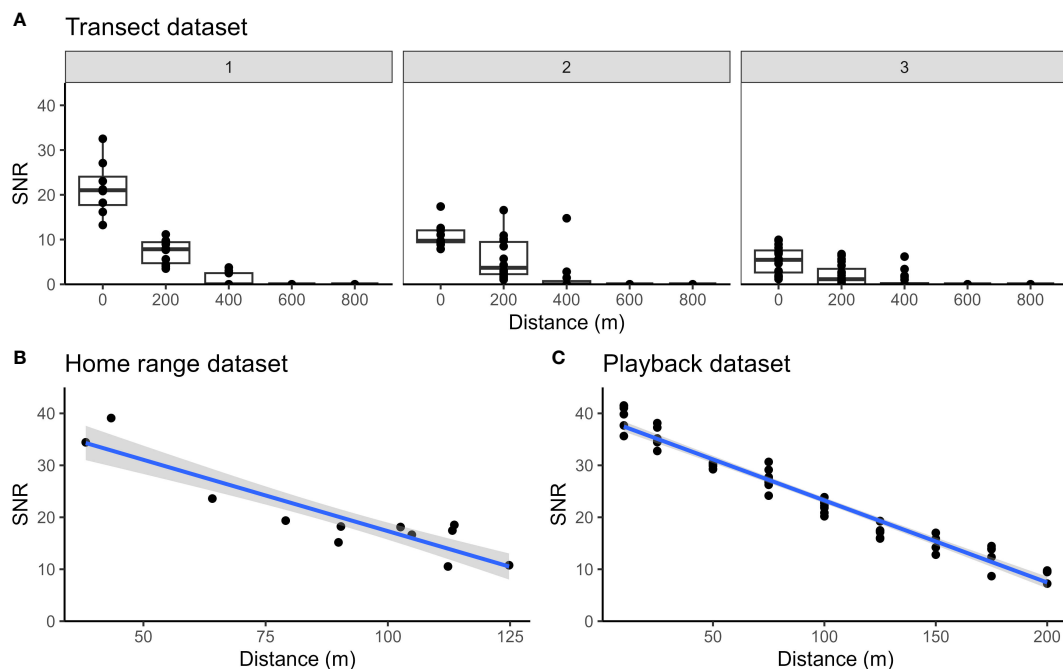 A
Transect dataset
1 2 3
SNR
40
30
20
10
0
0 200 400 600 800 0 200 400 600 800 0 200 400 600 800
Distance (m)
B
Home range dataset
SNR
40
30
20
10
0
50 75 100 125
Distance (m)
C
Playback dataset
SNR
40
30
20
10
0
50 100 150 200
Distance (m)